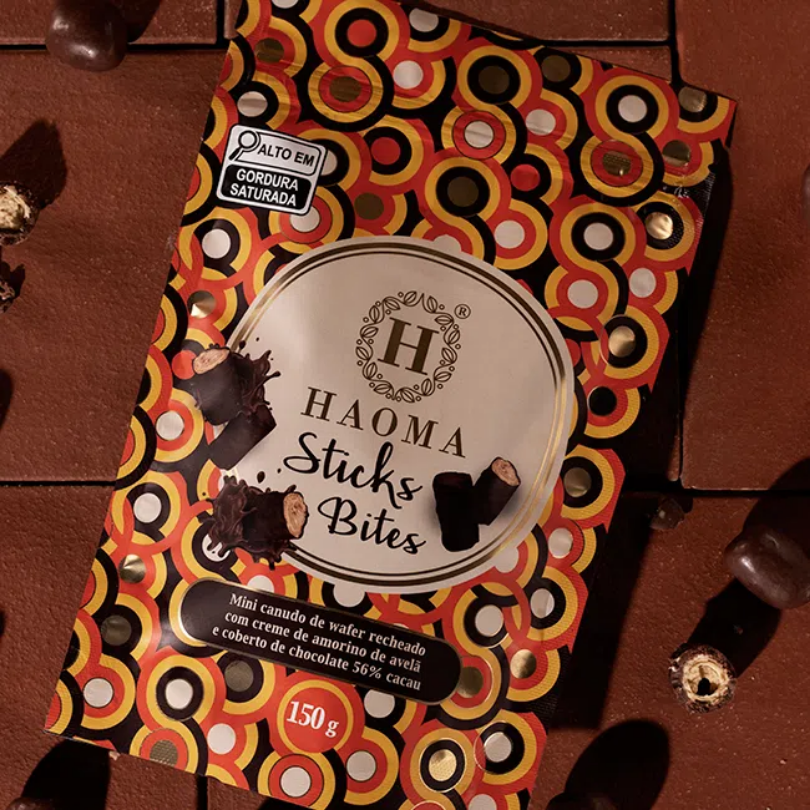 ALTO EM
GORDURA
SATURADA
H
®
HAOMA
Sticks
Bites
Mini canudo de wafer recheado
com creme de amorino de avelã
e coberto de chocolate 56% cacau
150 g